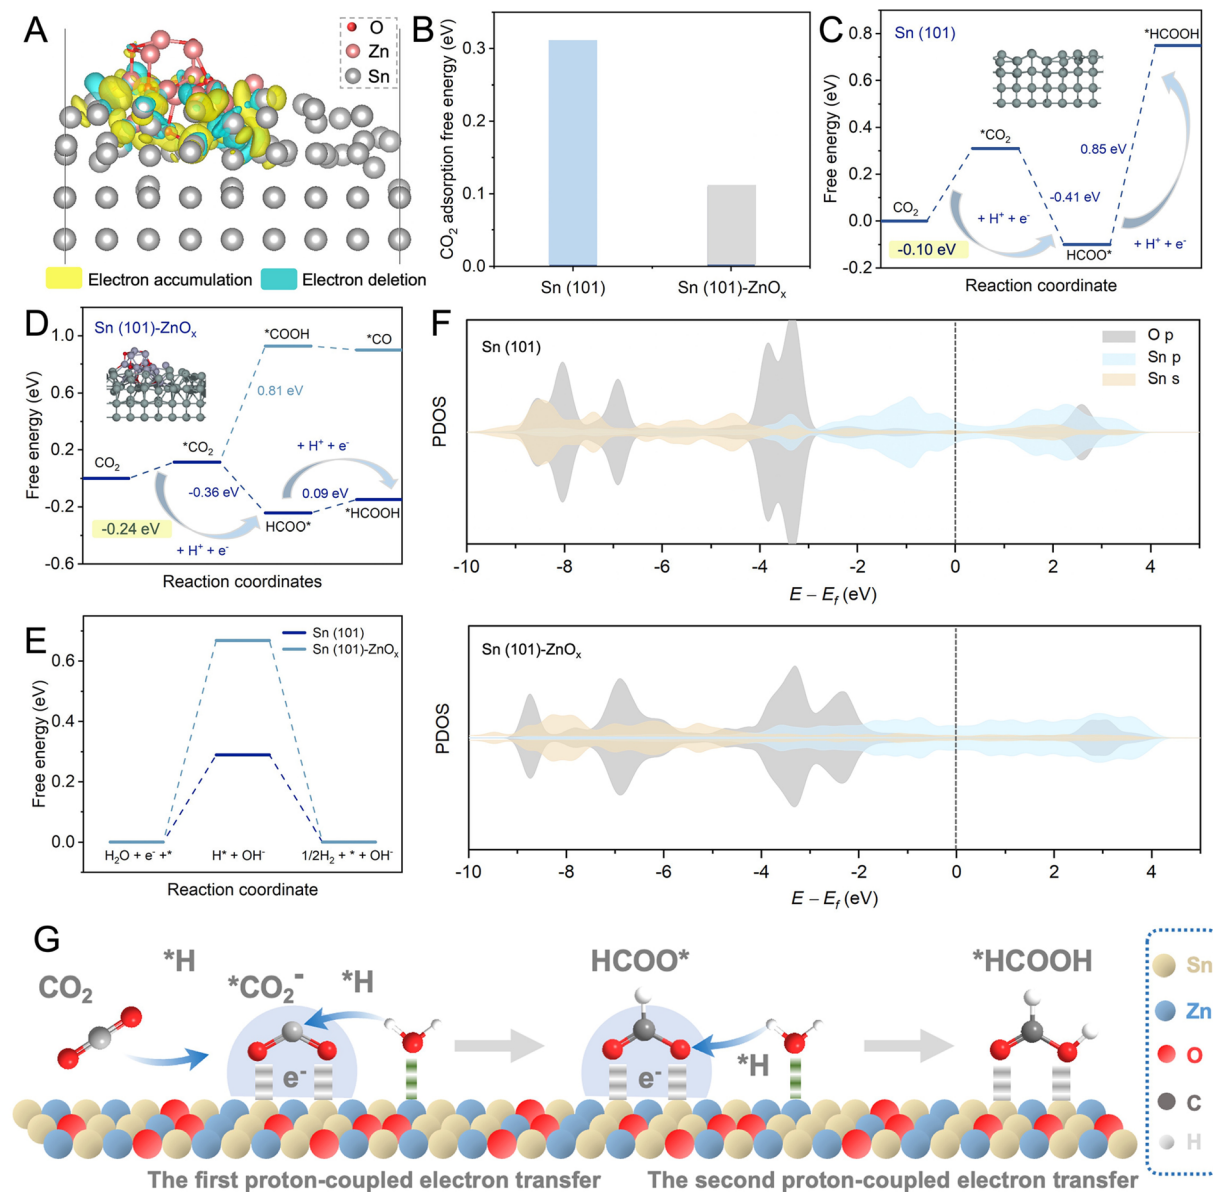 A
O
Zn
Sn
Electron accumulation
Electron deletion
B
CO₂ adsorption free energy (eV)
0.3
0.2
0.1
0.0
Sn (101)
Sn (101)-ZnOₓ
C
Sn (101)
Free energy (eV)
0.8
0.6
0.4
0.2
0.0
-0.2
CO₂
*CO₂
HCOO*
*HCOOH
0.85 eV
-0.41 eV
-0.10 eV
+ H⁺ + e⁻
+ H⁺ + e⁻
Reaction coordinate
D
Sn (101)-ZnOₓ
Free energy (eV)
1.0
0.6
0.2
-0.2
-0.6
CO₂
*CO₂
*COOH
*CO
0.81 eV
+ H⁺ + e⁻
-0.36 eV
0.09 eV
HCOO*
*HCOOH
-0.24 eV
+ H⁺ + e⁻
Reaction coordinates
E
Sn (101)
Sn (101)-ZnOₓ
Free energy (eV)
0.6
0.4
0.2
0.0
H₂O + e⁻ +*
H* + OH⁻
1/2H₂ + * + OH⁻
Reaction coordinate
F
Sn (101)
O p
Sn p
Sn s
PDOS
-10 -8 -6 -4 -2 0 2 4
E – E_f (eV)
Sn (101)-ZnOₓ
PDOS
-10 -8 -6 -4 -2 0 2 4
E – E_f (eV)
G
CO₂
*H
*CO₂⁻
*H
e⁻
HCOO*
*H
e⁻
*HCOOH
Sn
Zn
O
C
H
The first proton-coupled electron transfer
The second proton-coupled electron transfer